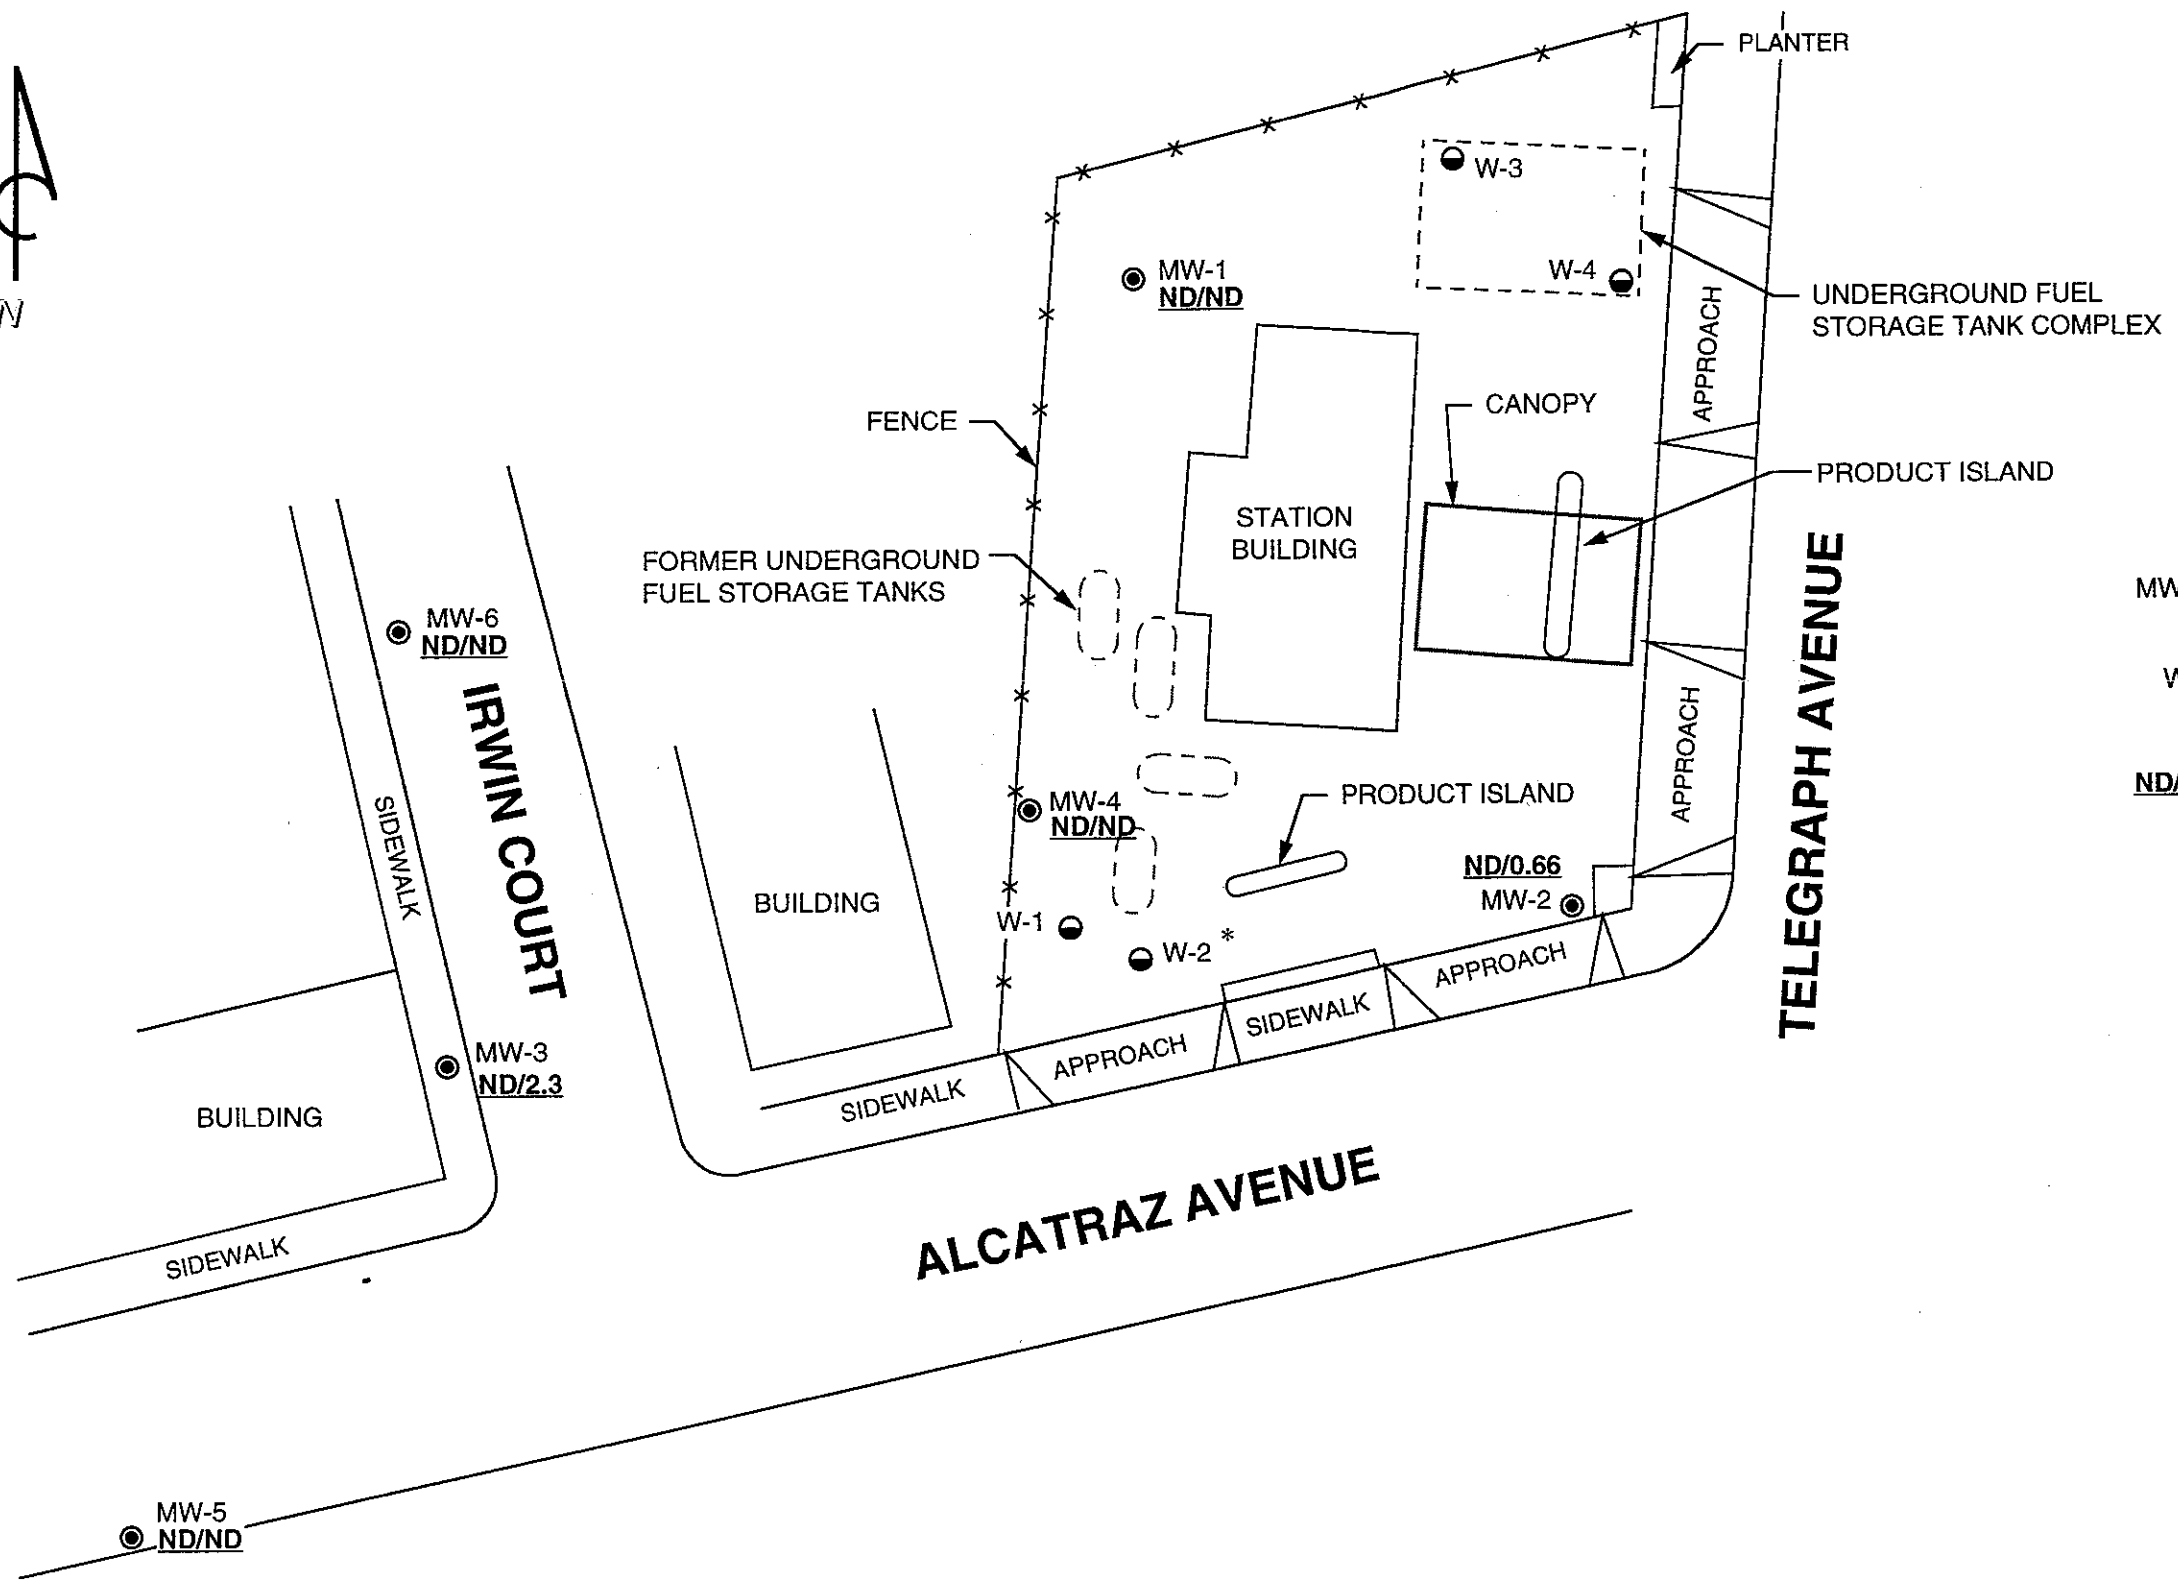 PLANTER
W-3
W-4
MW-1
ND/ND
UNDERGROUND FUEL
STORAGE TANK COMPLEX
N
APPROACH
CANOPY
FENCE
PRODUCT ISLAND
STATION
BUILDING
FORMER UNDERGROUND
FUEL STORAGE TANKS
MW
MW-6
ND/ND
W
IRWIN COURT
TELEGRAPH AVENUE
APPROACH
ND/
SIDEWALK
MW-4
ND/ND
PRODUCT ISLAND
ND/0.66
MW-2
BUILDING
W-1
W-2 *
APPROACH
SIDEWALK
APPROACH
SIDEWALK
MW-3
ND/2.3
BUILDING
ALCATRAZ AVENUE
SIDEWALK
MW-5
ND/ND